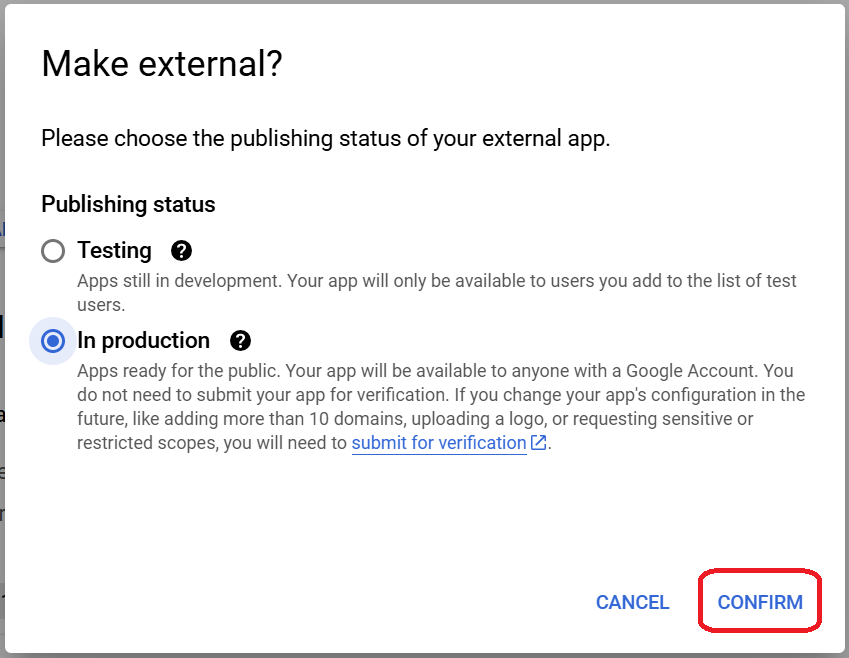 Make external?
Please choose the publishing status of your external app.
Publishing status
Testing
Apps still in development. Your app will only be available to users you add to the list of test
users.
In production
Apps ready for the public. Your app will be available to anyone with a Google Account. You
do not need to submit your app for verification. If you change your app's configuration in the
future, like adding more than 10 domains, uploading a logo, or requesting sensitive or
restricted scopes, you will need to submit for verification.
CANCEL CONFIRM